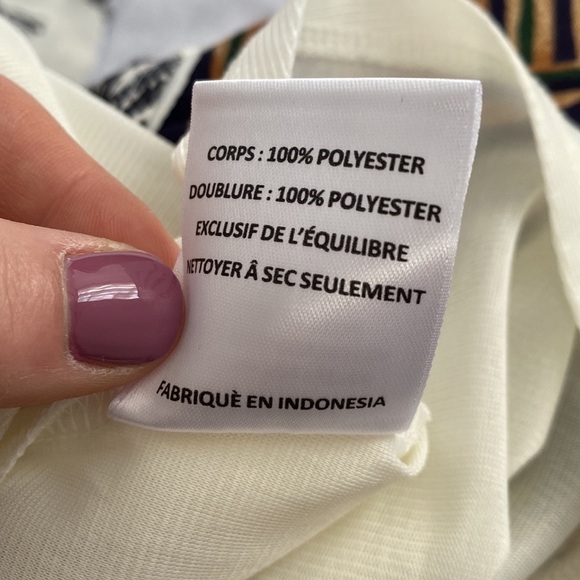 CORPS : 100% POLYESTER
DOUBLURE : 100% POLYESTER
EXCLUSIF DE L'ÉQUILIBRE
NETTOYER Â SEC SEULEMENT
FABRIQUÈ EN INDONESIA